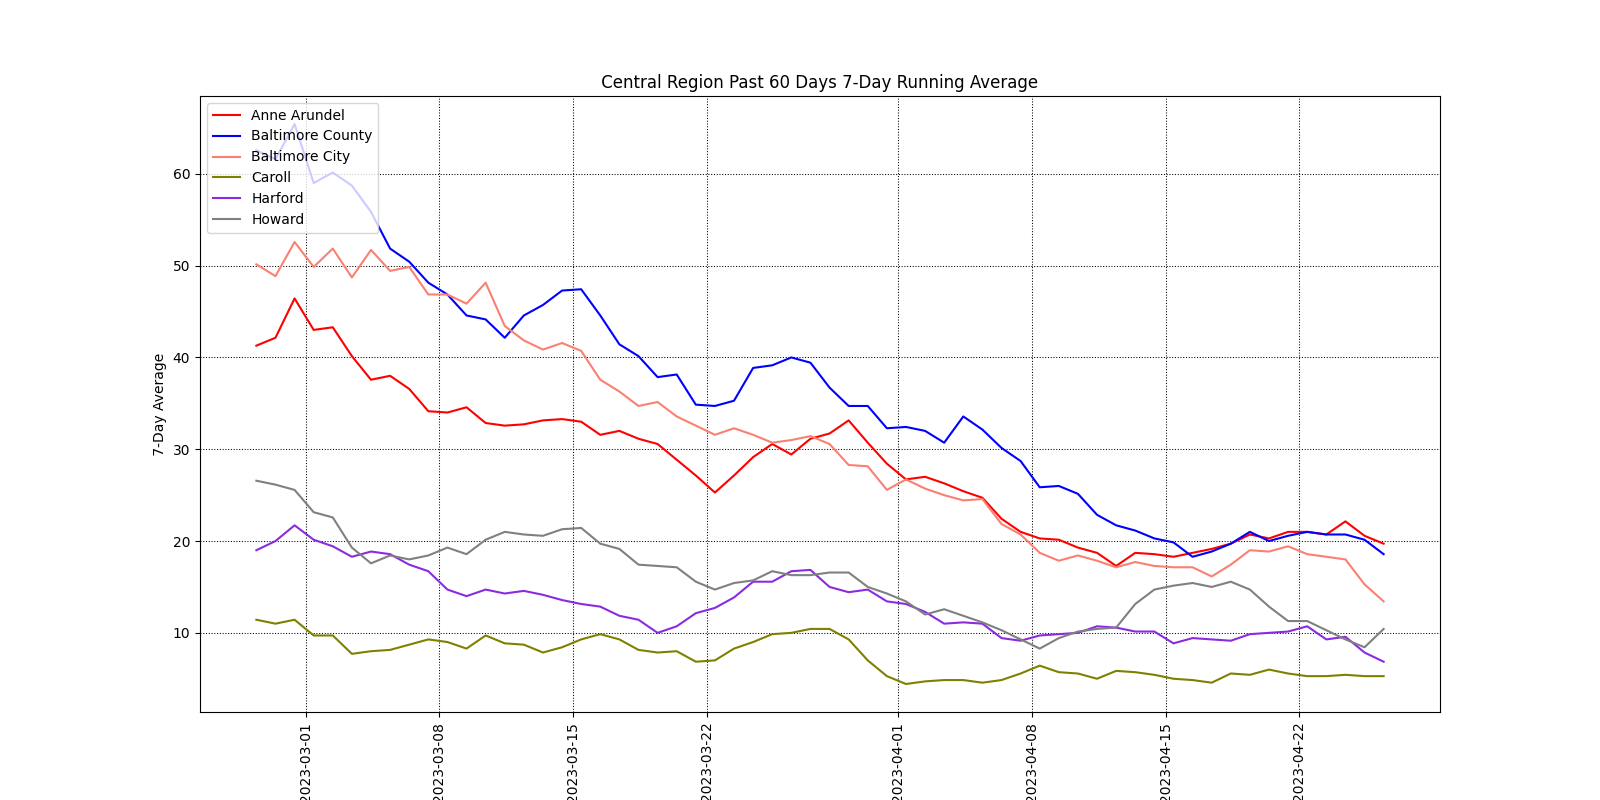 Central Region Past 60 Days 7-Day Running Average
Anne Arundel
Baltimore County
Baltimore City
Caroll
Harford
Howard
7-Day Average
60
50
40
30
20
10
2023-03-01
2023-03-08
2023-03-15
2023-03-22
2023-04-01
2023-04-08
2023-04-15
2023-04-22